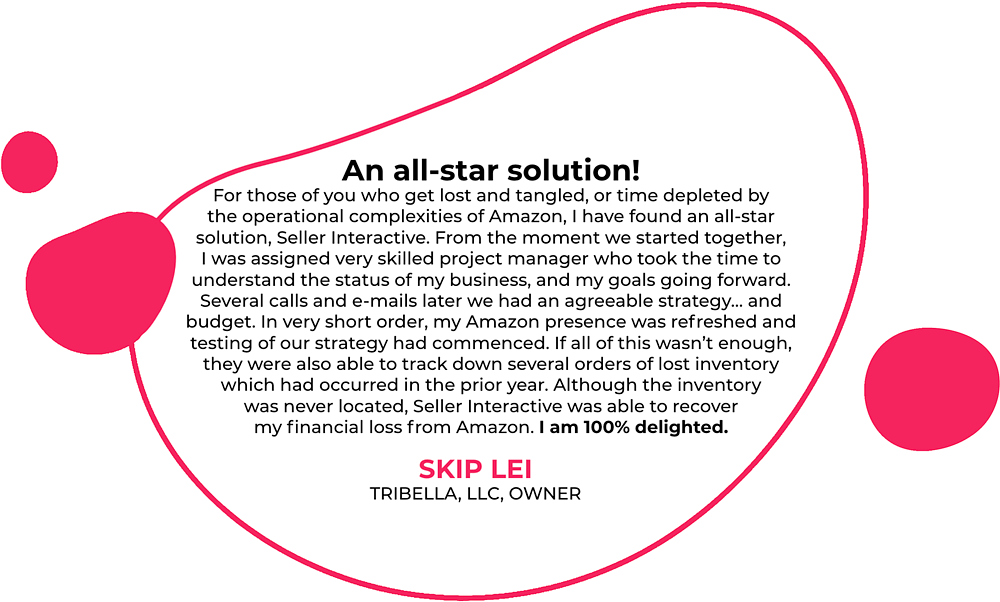 An all-star solution!
For those of you who get lost and tangled, or time depleted by
the operational complexities of Amazon, I have found an all-star
solution, Seller Interactive. From the moment we started together,
I was assigned very skilled project manager who took the time to
understand the status of my business, and my goals going forward.
Several calls and e-mails later we had an agreeable strategy... and
budget. In very short order, my Amazon presence was refreshed and
testing of our strategy had commenced. If all of this wasn't enough,
they were also able to track down several orders of lost inventory
which had occurred in the prior year. Although the inventory
was never located, Seller Interactive was able to recover
my financial loss from Amazon. I am 100% delighted.
SKIP LEI
TRIBELLA, LLC, OWNER